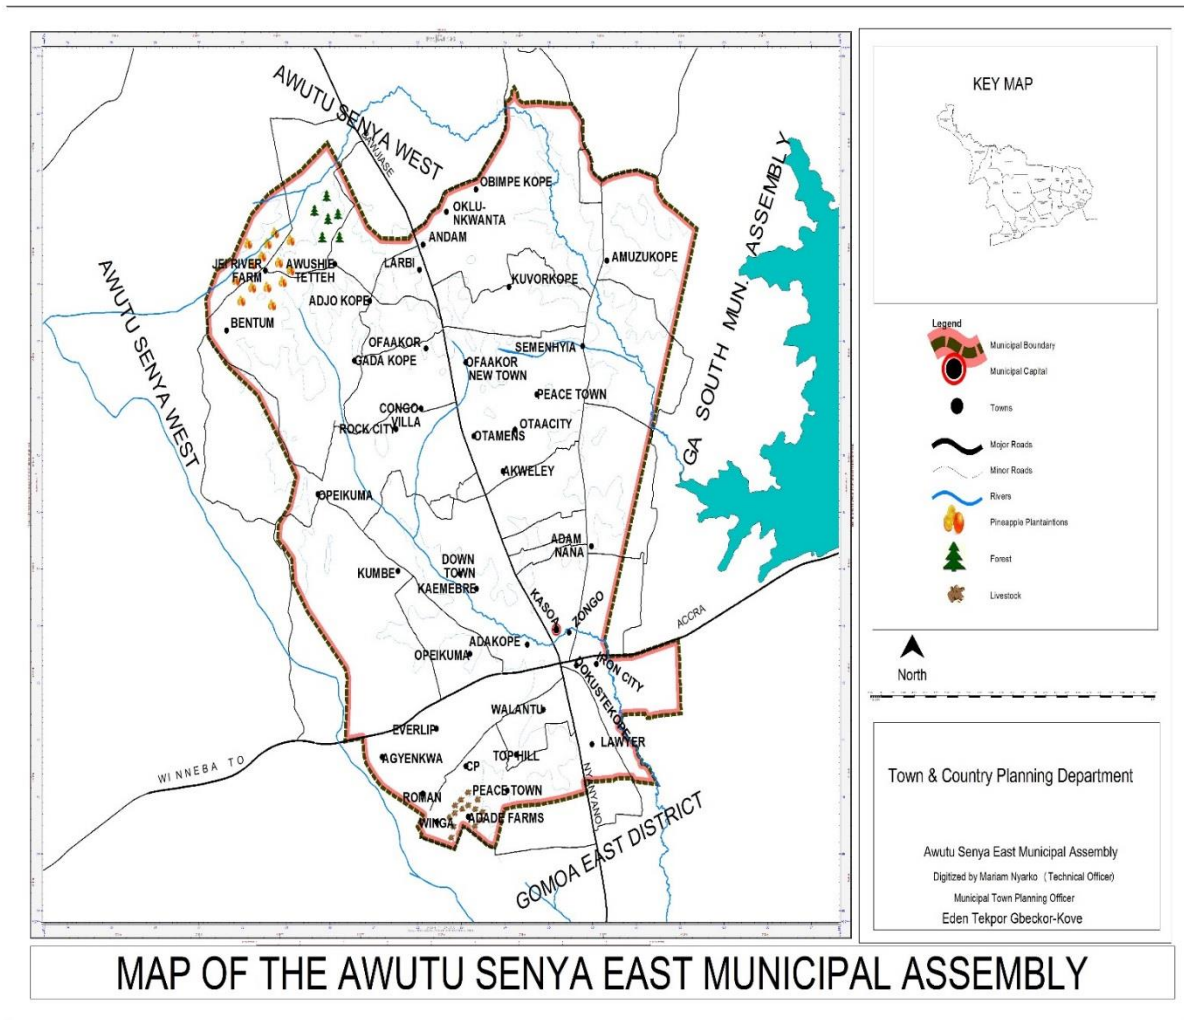 AWUTU SENYA WEST
BAWJIASE
OBIMPE KOPE
OKLU-
NKWANTA
ANDAM
LARBI
AMUZUKOPE
JEI RIVER
FARM
AWUSHIE
TETTEH
KUVORKOPE
ADJO KOPE
BENTUM
AWUTU SENYA WEST
GA SOUTH MUN. ASSEMBLY
OFAAKOR
SEMENHYIA
GADA KOPE
OFAAKOR
NEW TOWN
PEACE TOWN
CONGO
VILLA
ROCK CITY
OTAACITY
OTAMENS
AKWELEY
OPEIKUMA
ADAM
NANA
DOWN
TOWN
KUMBE
KAEMEBRE
KASOA
ZONGO
ACCRA
ADAKOPE
OPEIKUMA
IRON CITY
DOKUSTEKOPE
WALANTU
EVERLIP
LAWYER
AGYENKWA
CP
TOP HILL
WINNEBA TO
ROMAN
PEACE TOWN
NYANYANO
WINGA
ADADE FARMS
GOMOA EAST DISTRICT
KEY MAP
Legend
Municipal Boundary
Municipal Capital
Towns
Mojor Roads
Minor Roads
Rivers
Pineapple Plantaintions
Forest
Livestock
North
Town & Country Planning Department
Awutu Senya East Municipal Assembly
Digitized by Mariam Nyarko (Technical Officer)
Municipal Town Planning Officer
Eden Tekpor Gbeckor-Kove
MAP OF THE AWUTU SENYA EAST MUNICIPAL ASSEMBLY